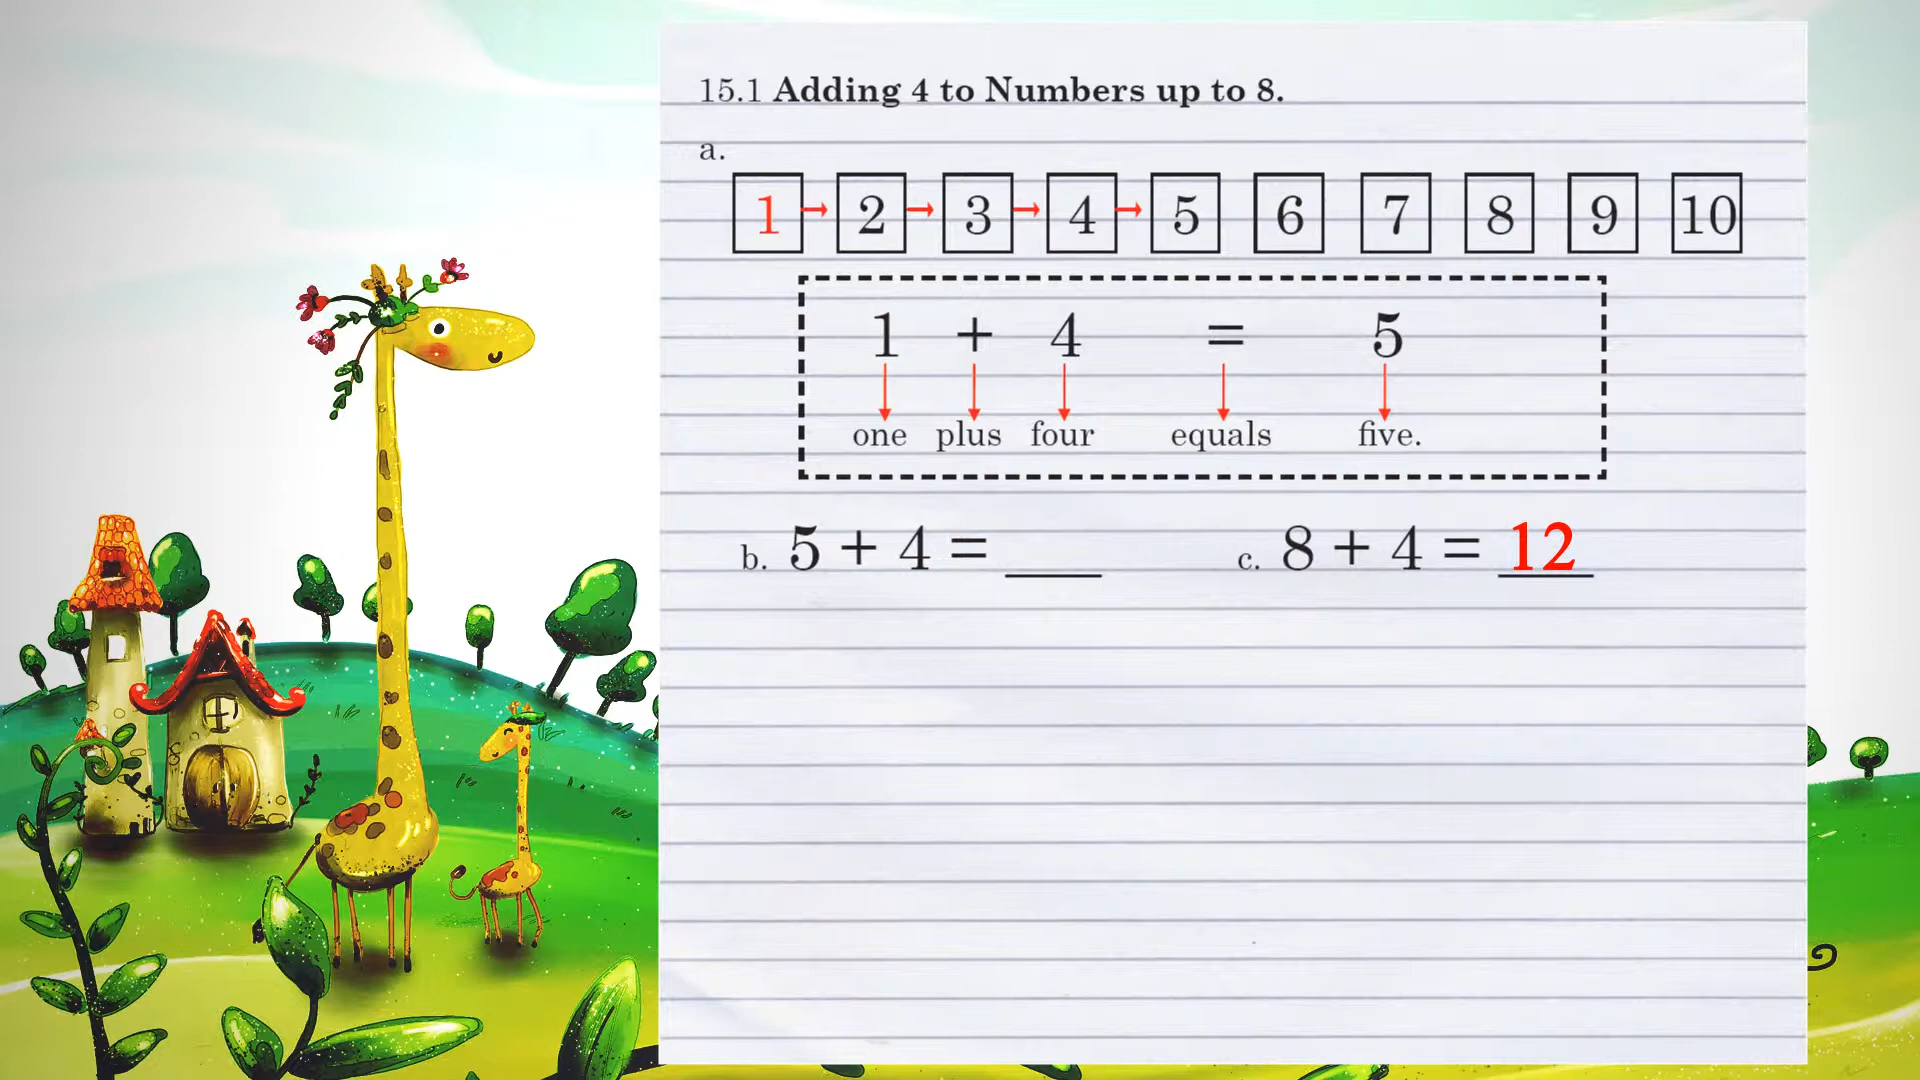 15.1 Adding 4 to Numbers up to 8.
a.
1 → 2 → 3 → 4 → 5 6 7 8 9 10
1 + 4 = 5
one plus four equals five.
b. 5 + 4 = ___ c. 8 + 4 = 12